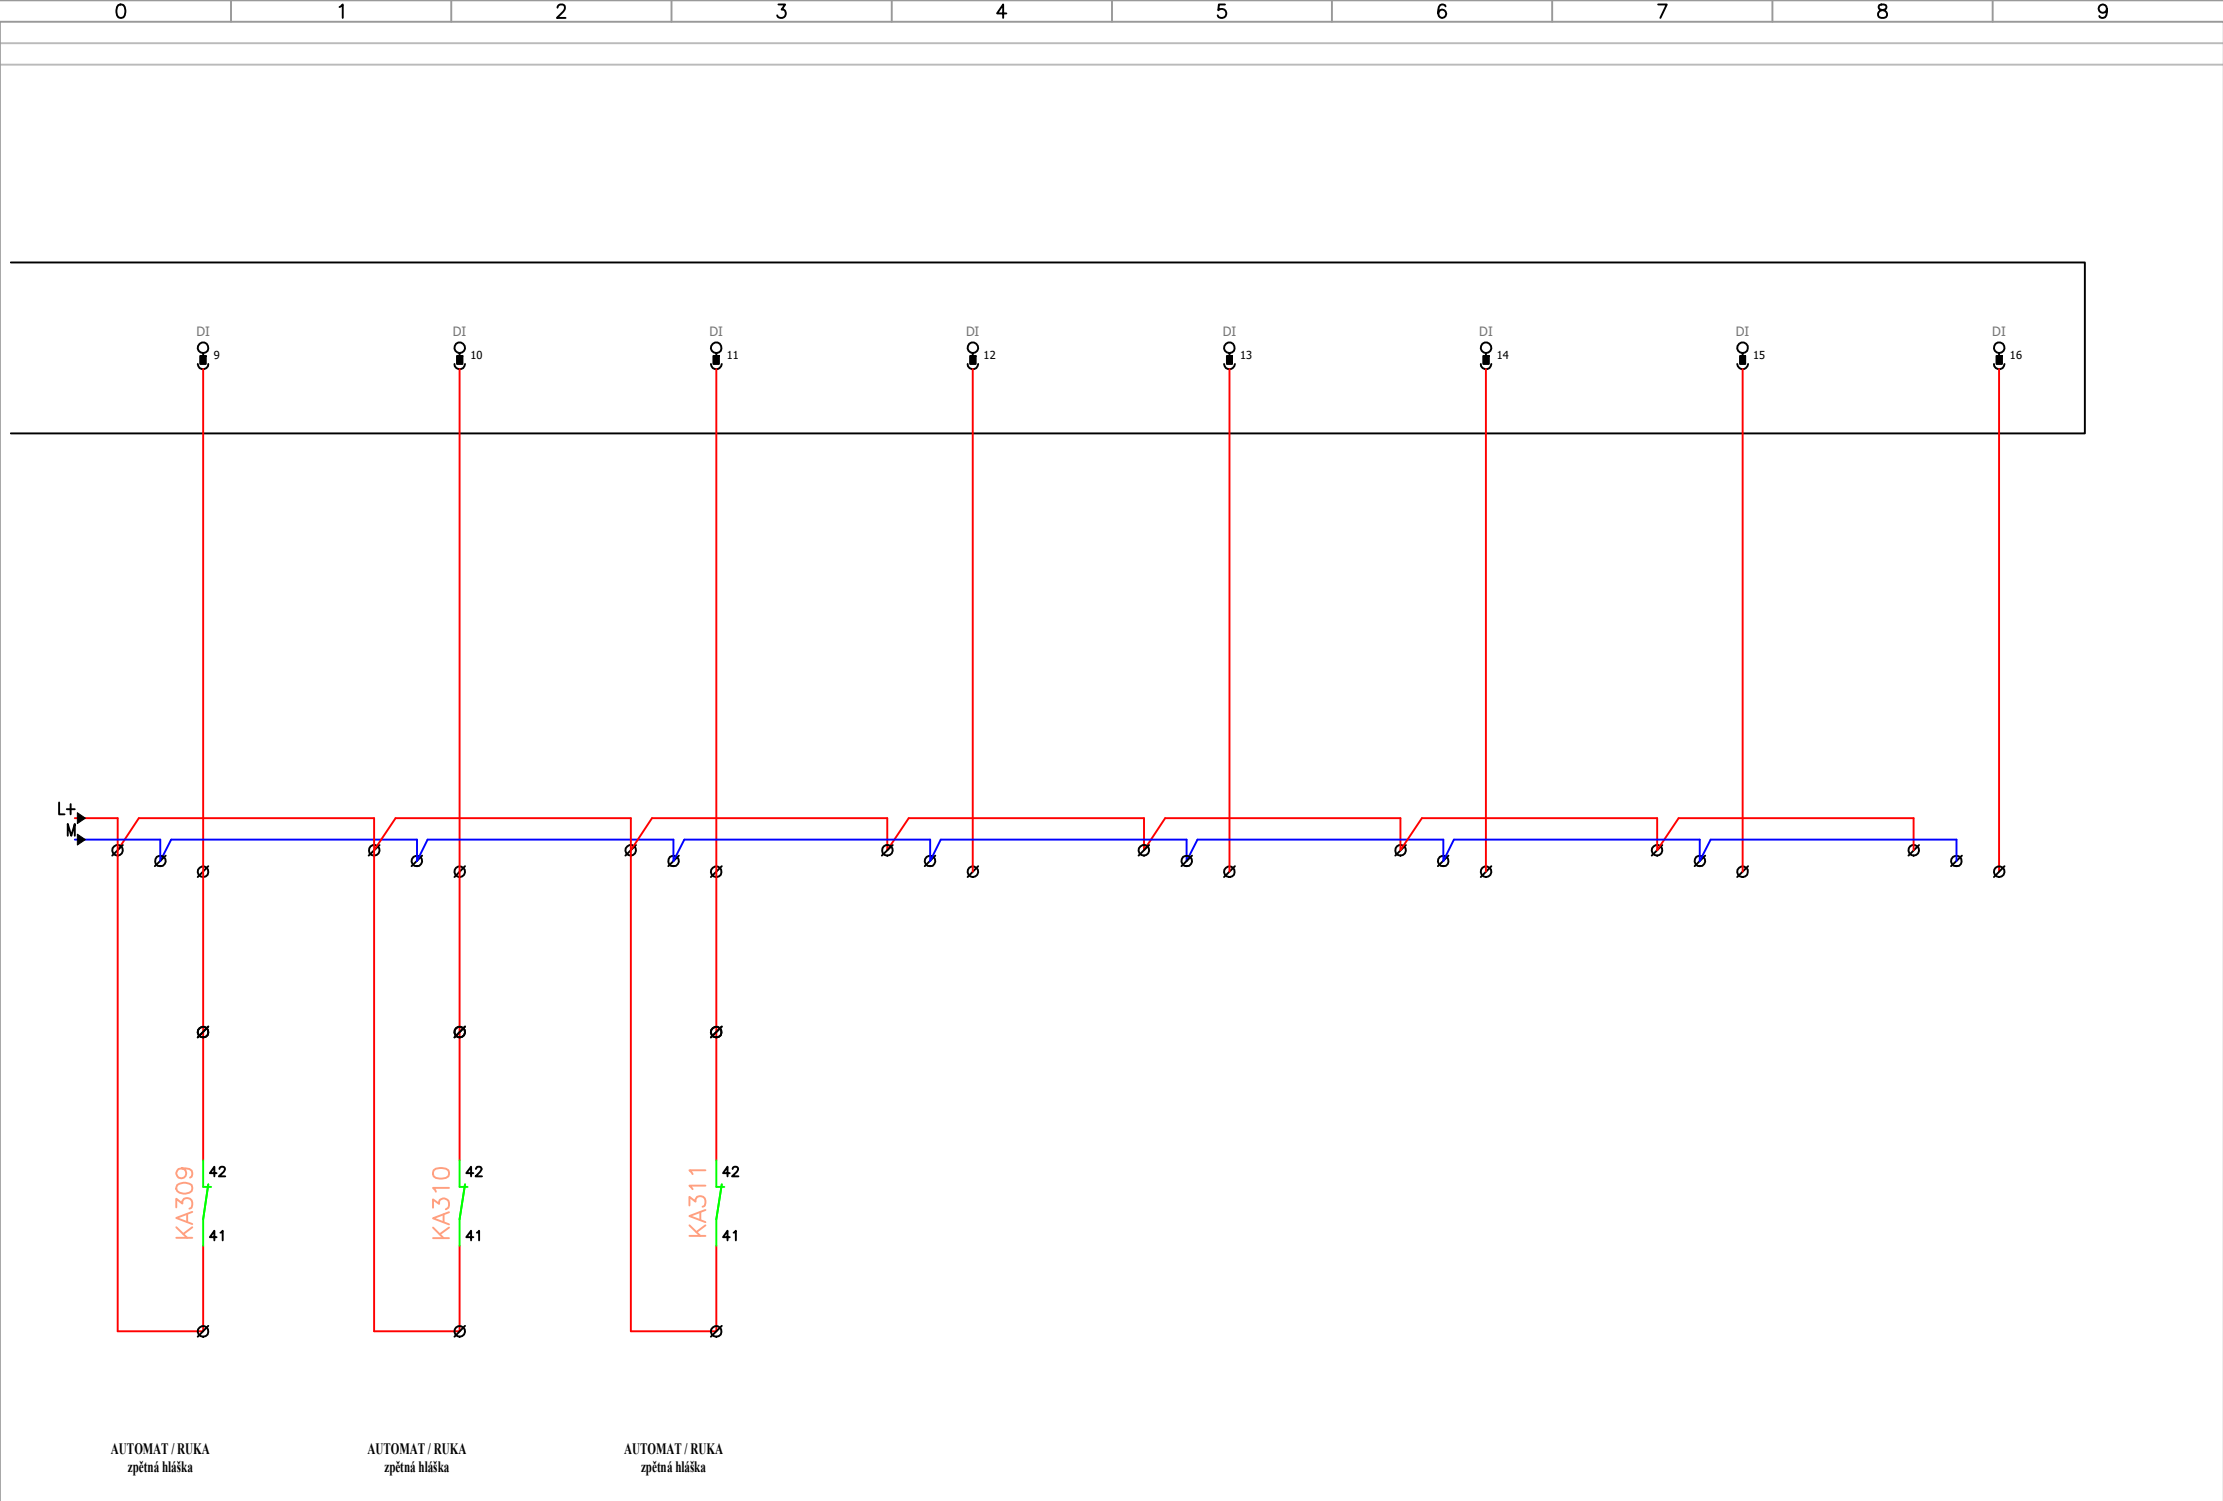 0 1 2 3 4 5 6 7 8 9
DI DI DI DI DI DI DI DI
9 10 11 12 13 14 15 16
L+
M
KA309 42 KA310 42 KA311 42
41 41 41
AUTOMAT / RUKA AUTOMAT / RUKA AUTOMAT / RUKA
zpětná hláška zpětná hláška zpětná hláška